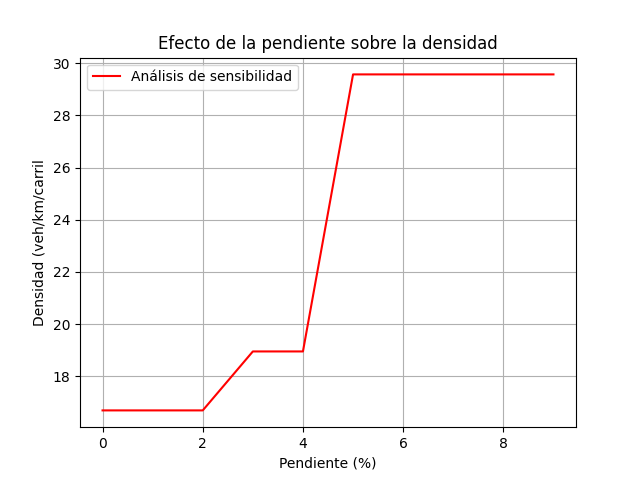 Efecto de la pendiente sobre la densidad
Análisis de sensibilidad
30
28
26
24
22
20
18
Densidad (veh/km/carril
0 2 4 6 8
Pendiente (%)